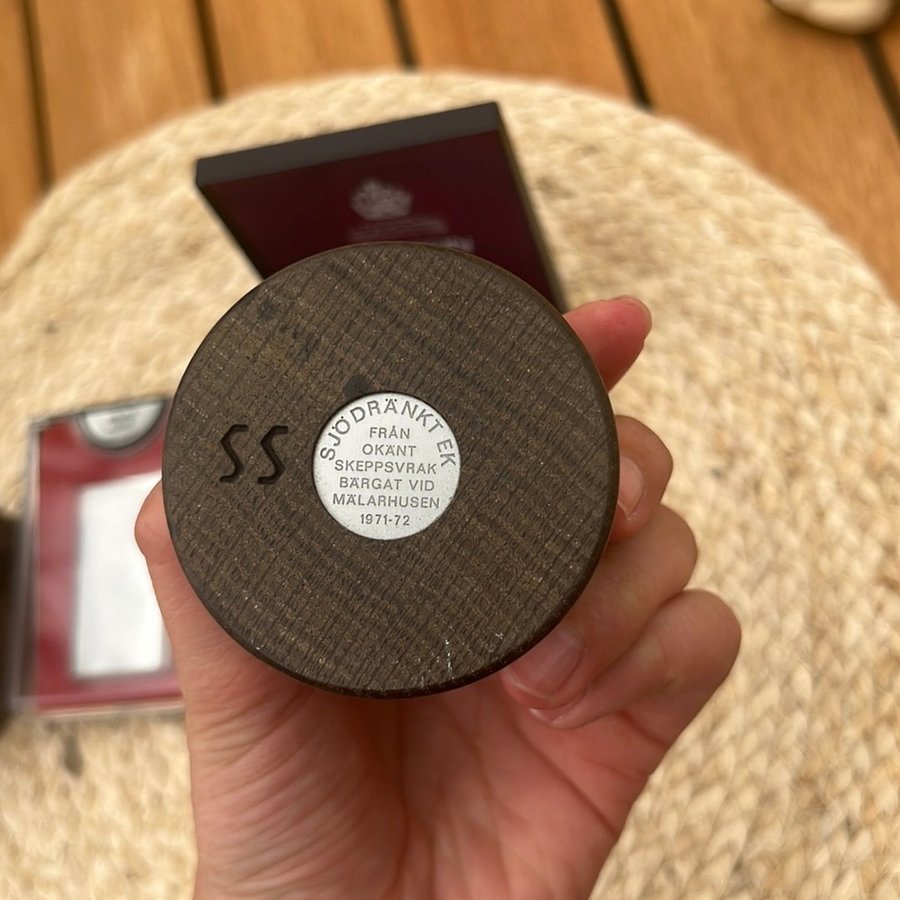 SS
SJÖDRÄNKT EK
FRÅN
OKÄNT
SKEPPSVRAK
BÄRGAT VID
MÄLARHUSEN
1971-72